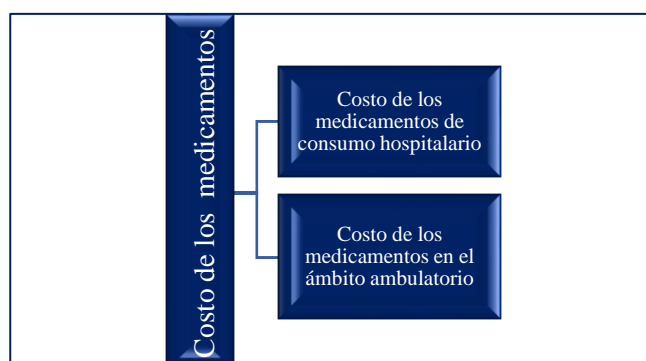 Costo de los medicamentos
Costo de los
medicamentos de
consumo hospitalario
Costo de los
medicamentos en el
ámbito ambulatorio